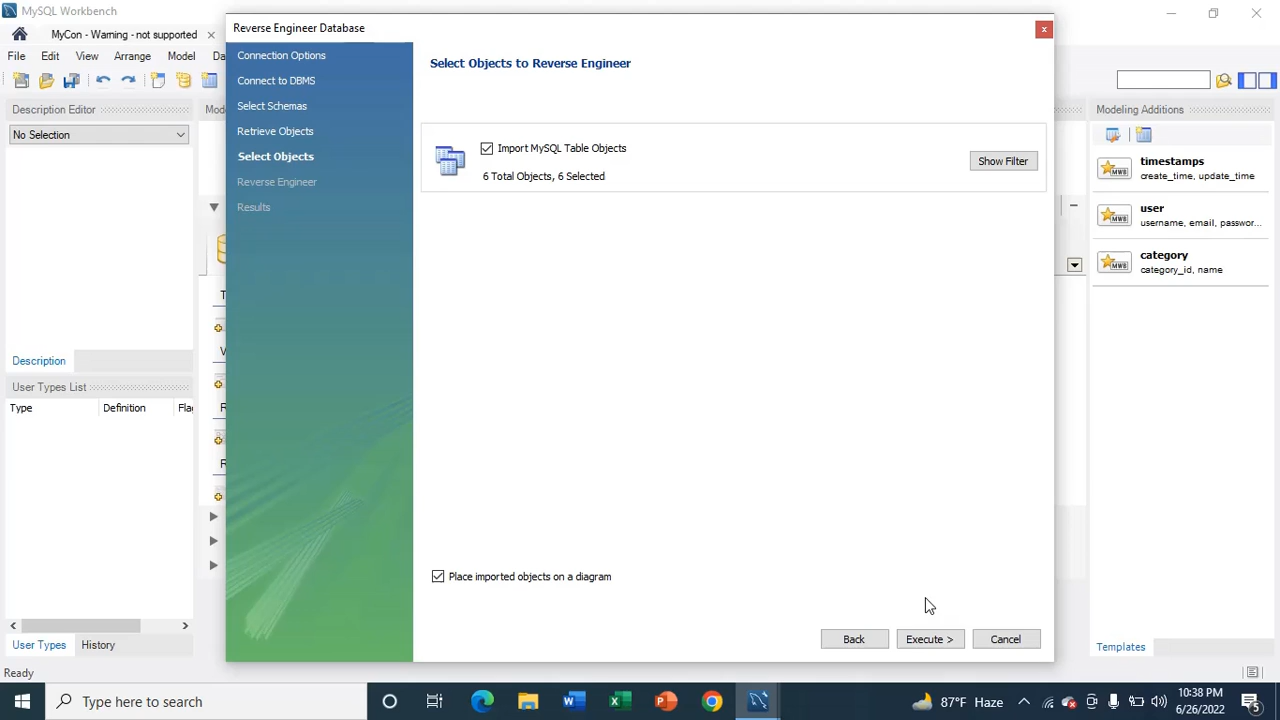 MySQL Workbench
MyCon - Warning - not supported
File Edit View Arrange Model Da
Description Editor
No Selection
Description
User Types List
Type Definition Flag
User Types History
Ready
Reverse Engineer Database
Connection Options
Connect to DBMS
Select Schemas
Retrieve Objects
Select Objects
Reverse Engineer
Results
Select Objects to Reverse Engineer
Import MySQL Table Objects
6 Total Objects, 6 Selected
Show Filter
Place imported objects on a diagram
Back Execute > Cancel
Modeling Additions
timestamps
create_time, update_time
user
username, email, passwor...
category
category_id, name
Templates
Type here to search
87°F Haze
10:38 PM
6/26/2022
5